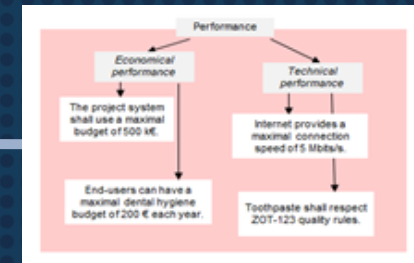 Performance
Economical
performance
Technical
performance
The project system
shall use a maximal
budget of 500 k€.
Internet provides a
maximal connection
speed of 5 Mbits/s.
End-users can have a
maximal dental hygiene
budget of 200 € each year.
Toothpaste shall respect
ZOT-123 quality rules.